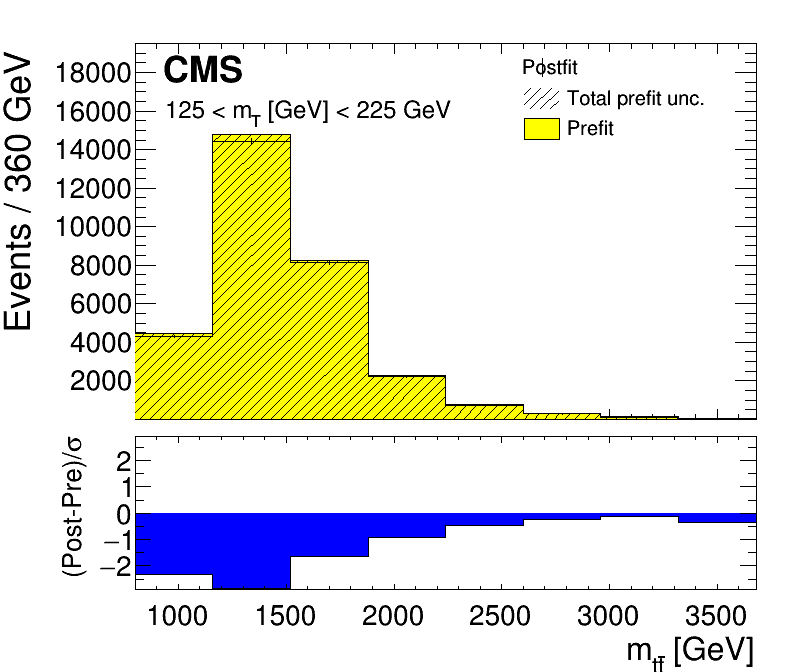 CMS
125 < m_T [GeV] < 225 GeV
Postfit
Total prefit unc.
Prefit
Events / 360 GeV
18000
16000
14000
12000
10000
8000
6000
4000
2000
(Post-Pre)/σ
2
1
0
−1
−2
1000 1500 2000 2500 3000 3500
m_tt̄ [GeV]